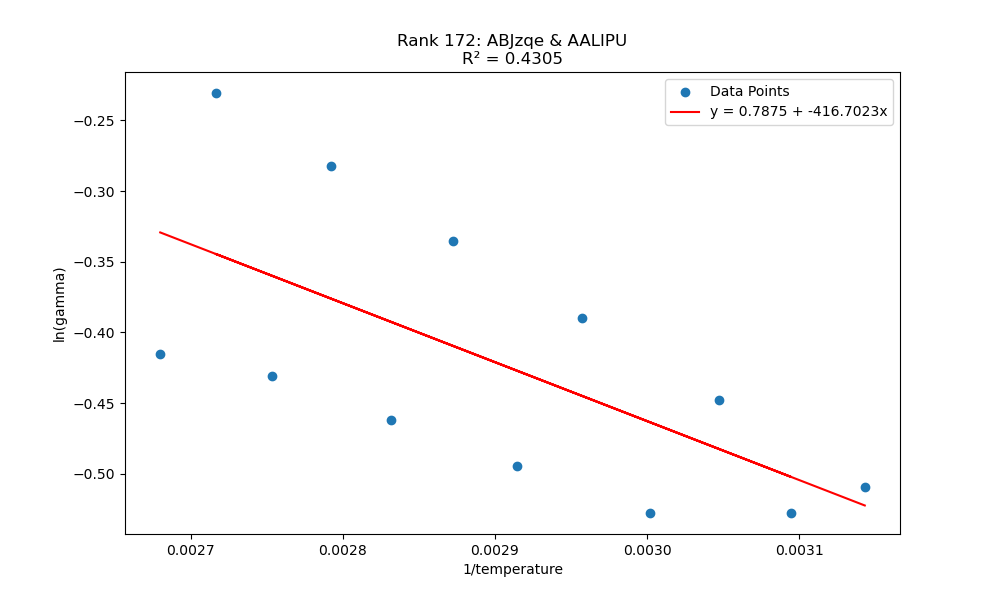 Rank 172: ABJzqe & AALIPU
R² = 0.4305
Data Points
y = 0.7875 + -416.7023x
−0.25
−0.30
−0.35
−0.40
−0.45
−0.50
ln(gamma)
0.0027
0.0028
0.0029
0.0030
0.0031
1/temperature